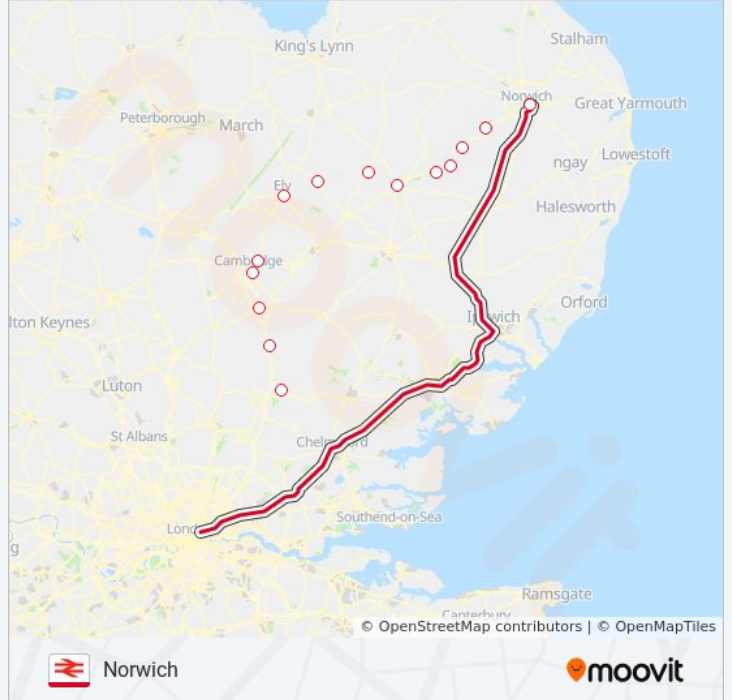 King's Lynn
Stalham
Norwich
Great Yarmouth
Peterborough
March
ngay
Lowestoft
Ely
Halesworth
Cambridge
Orford
lton Keynes
Ipswich
Luton
St Albans
Chelmsford
Southend-on-Sea
Lond
g
Ramsgate
Canterbury
© OpenStreetMap contributors | © OpenMapTiles
Norwich
moovit